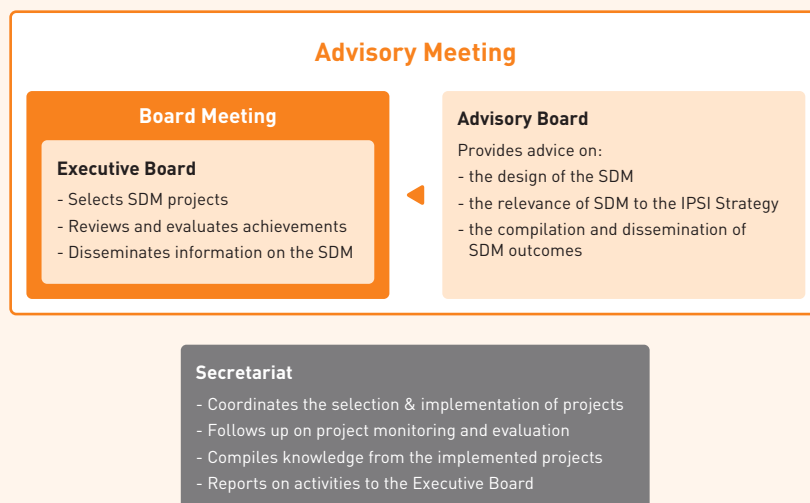 Advisory Meeting
Board Meeting
Executive Board
- Selects SDM projects
- Reviews and evaluates achievements
- Disseminates information on the SDM
Advisory Board
Provides advice on:
- the design of the SDM
- the relevance of SDM to the IPSI Strategy
- the compilation and dissemination of
SDM outcomes
Secretariat
- Coordinates the selection & implementation of projects
- Follows up on project monitoring and evaluation
- Compiles knowledge from the implemented projects
- Reports on activities to the Executive Board